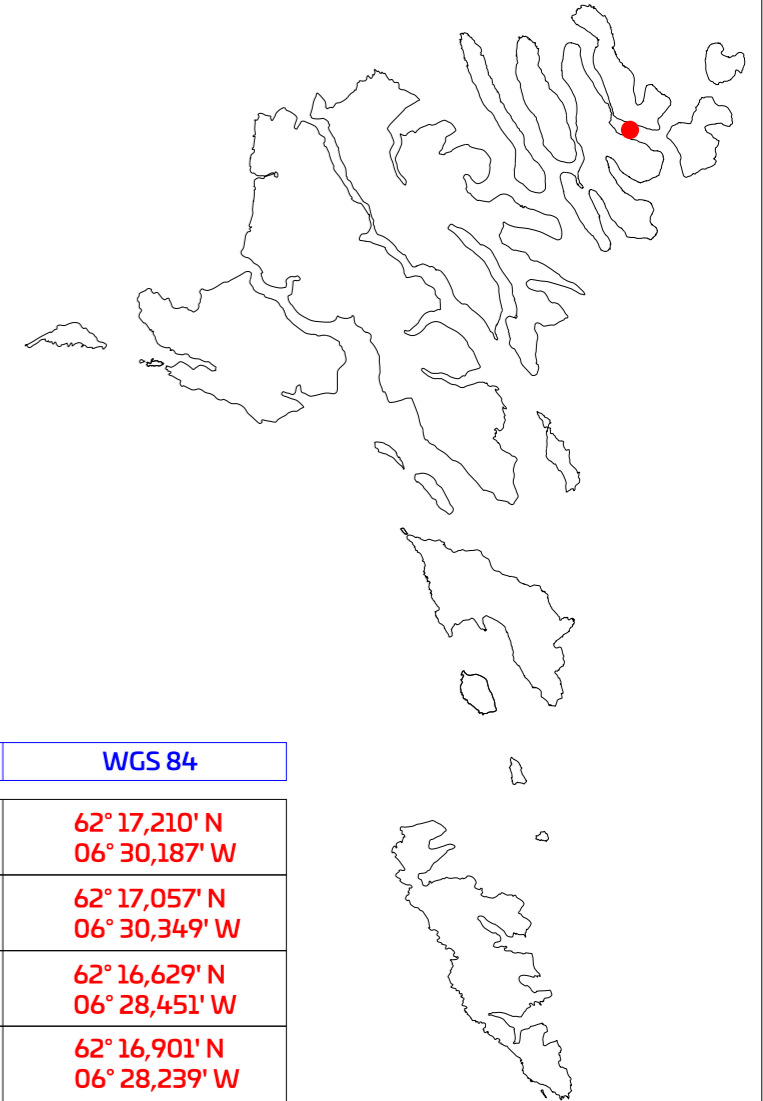 WGS 84
62° 17,210' N
06° 30,187' W
62° 17,057' N
06° 30,349' W
62° 16,629' N
06° 28,451' W
62° 16,901' N
06° 28,239' W